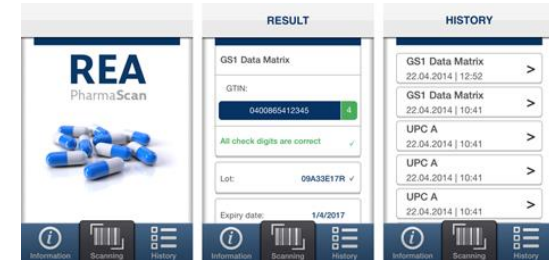 REA
PharmaScan
Information
Scanning
History
RESULT
GS1 Data Matrix
GTIN:
0400865412345 4
All check digits are correct ✓
Lot: 09A33E17R ✓
Expiry date: 1/4/2017
Information
Scanning
History
HISTORY
GS1 Data Matrix
22.04.2014 | 12:52
>
GS1 Data Matrix
22.04.2014 | 10:41
>
UPC A
22.04.2014 | 10:41
>
UPC A
22.04.2014 | 10:41
>
UPC A
22.04.2014 | 10:41
>
Information
Scanning
History